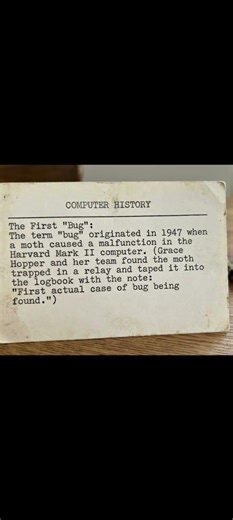 COMPUTER HISTORY
The First "Bug":
The term "bug" originated in 1947 when
a moth caused a malfunction in the
Harvard Mark II computer. (Grace
Hopper and her team found the moth
trapped in a relay and taped it into
the logbook with the note:
"First actual case of bug being
found.")